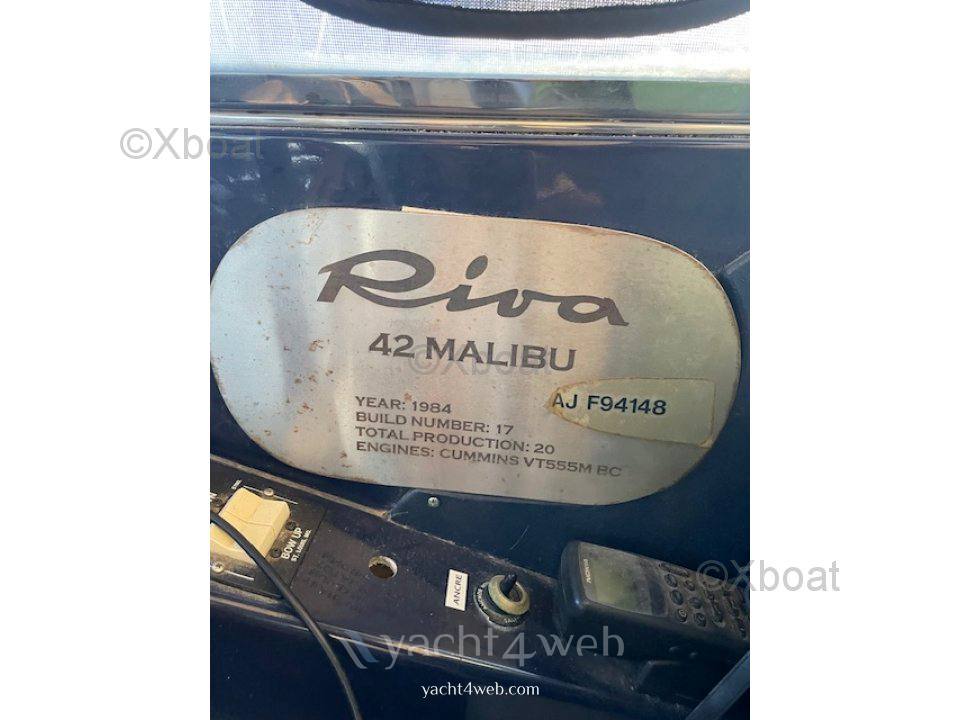 ©Xboat
Riva
42 MALIBU
©Xboat
YEAR: 1984
BUILD NUMBER: 17
TOTAL PRODUCTION: 20
ENGINES: CUMMINS VT555M BC
AJ F94148
BOW UP
ANCRE
©Xboat
yacht4web
yacht4web.com